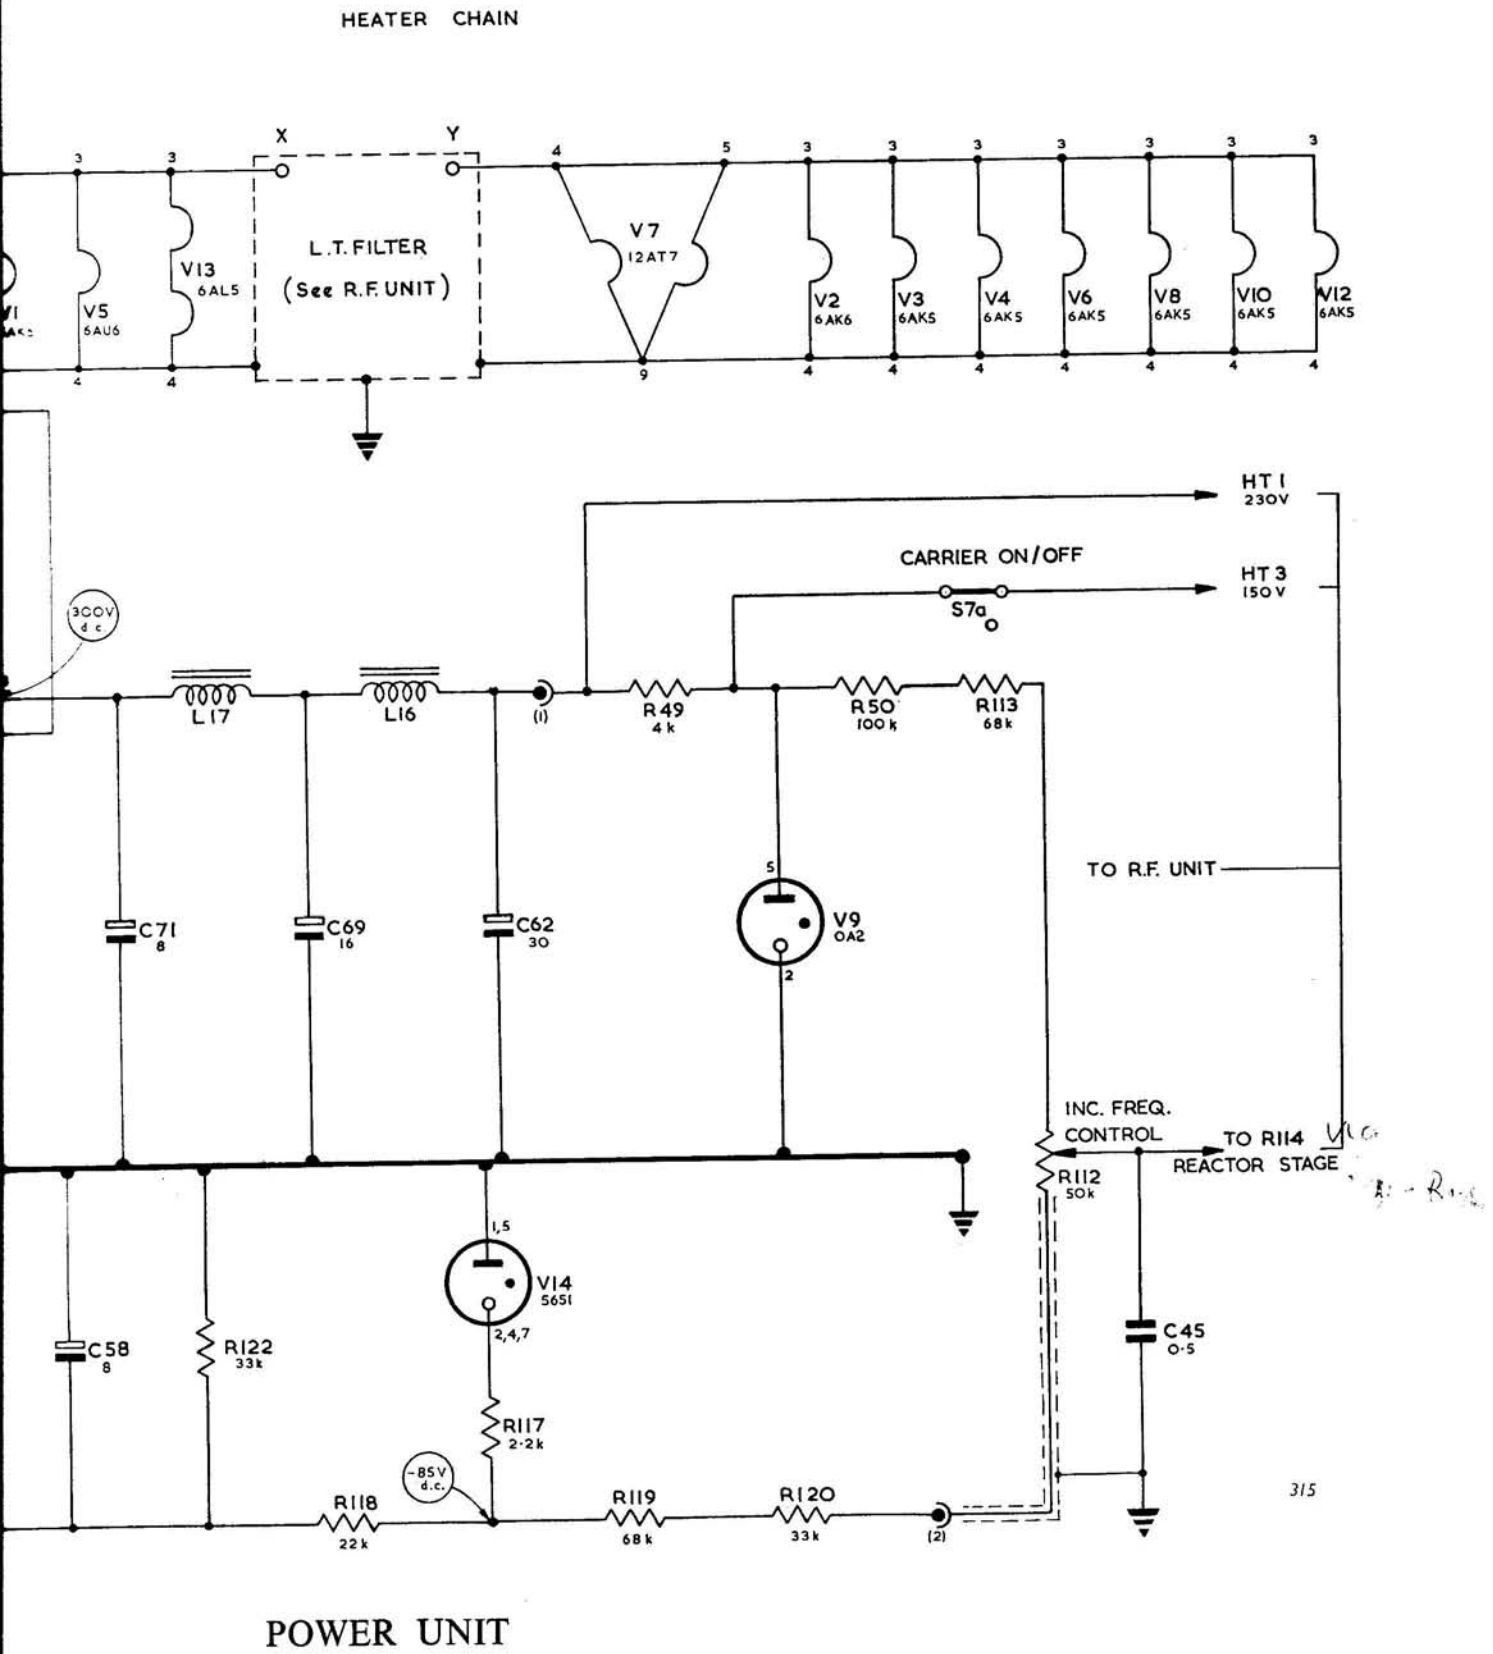 HEATER CHAIN
X Y
3 3 4 5 3 3 3 3 3 3 3
L.T. FILTER
(See R.F. UNIT)
V7
12AT7
V13
6AL5
V1
V5
6AU6
V2
6AK6
V3
6AK5
V4
6AK5
V6
6AK5
V8
6AK5
V10
6AK5
V12
6AK5
4 4 9 4 4 4 4 4 4 4
HT 1
230V
CARRIER ON/OFF
HT 3
150V
S7a
300V
d.c.
L17
L16
(1)
R49
4k
R50
100k
R113
68k
TO R.F. UNIT
5
C71
8
C69
16
C62
30
V9
OA2
2
INC. FREQ.
CONTROL
TO R114
REACTOR STAGE
R112
50k
1,5
V14
5651
2,4,7
C58
8
R122
33k
C45
0·5
R117
2·2k
-85V
d.c.
R118
22k
R119
68k
R120
33k
(2)
315
POWER UNIT